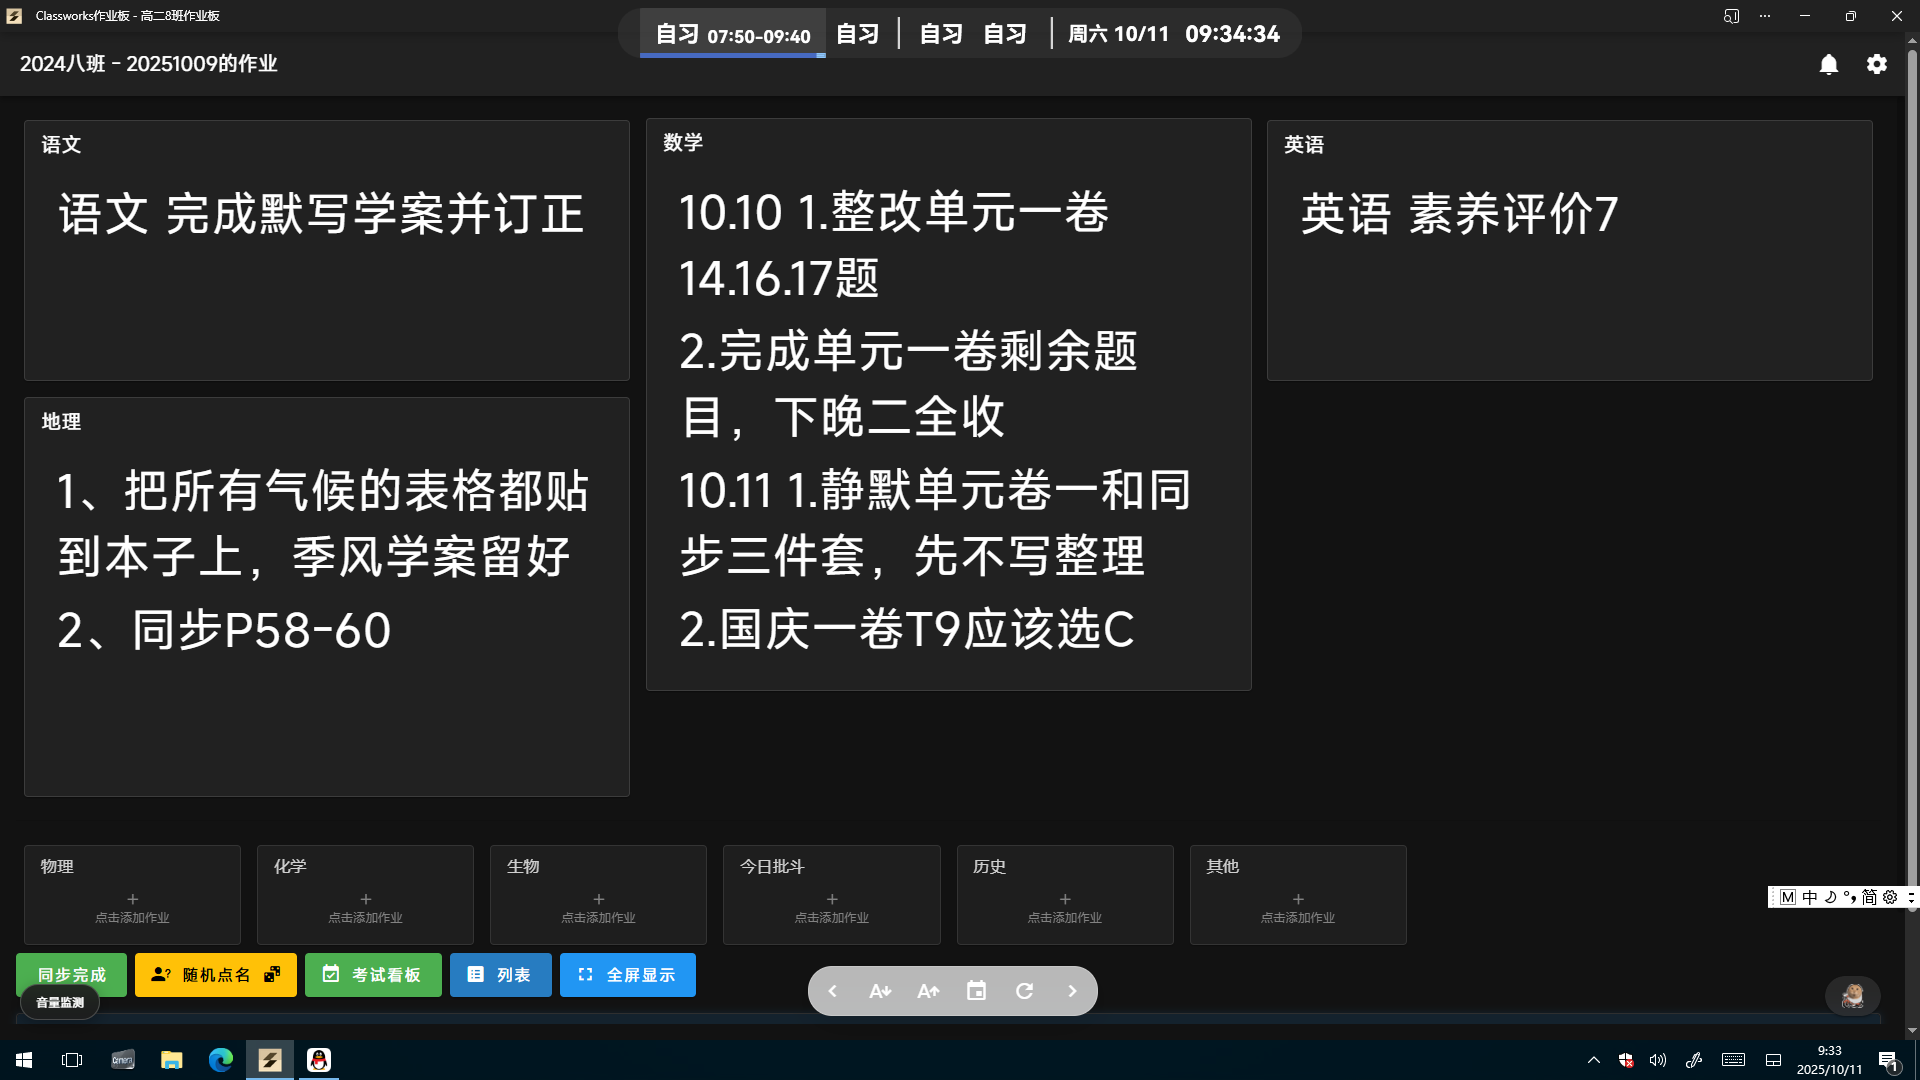 Classworks作业板 - 高二8班作业板
自习 07:50-09:40 自习 自习 自习 周六 10/11 09:34:34
2024八班 - 20251009的作业
语文
语文 完成默写学案并订正
数学
10.10 1.整改单元一卷
14.16.17题
2.完成单元一卷剩余题
目，下晚二全收
10.11 1.静默单元卷一和同
步三件套，先不写整理
2.国庆一卷T9应该选C
英语
英语 素养评价7
地理
1、把所有气候的表格都贴
到本子上，季风学案留好
2、同步P58-60
物理
点击添加作业
化学
点击添加作业
生物
点击添加作业
今日批斗
点击添加作业
历史
点击添加作业
其他
点击添加作业
M 中 简
同步完成 随机点名 考试看板 列表 全屏显示
音量监测
9:33
2025/10/11
1